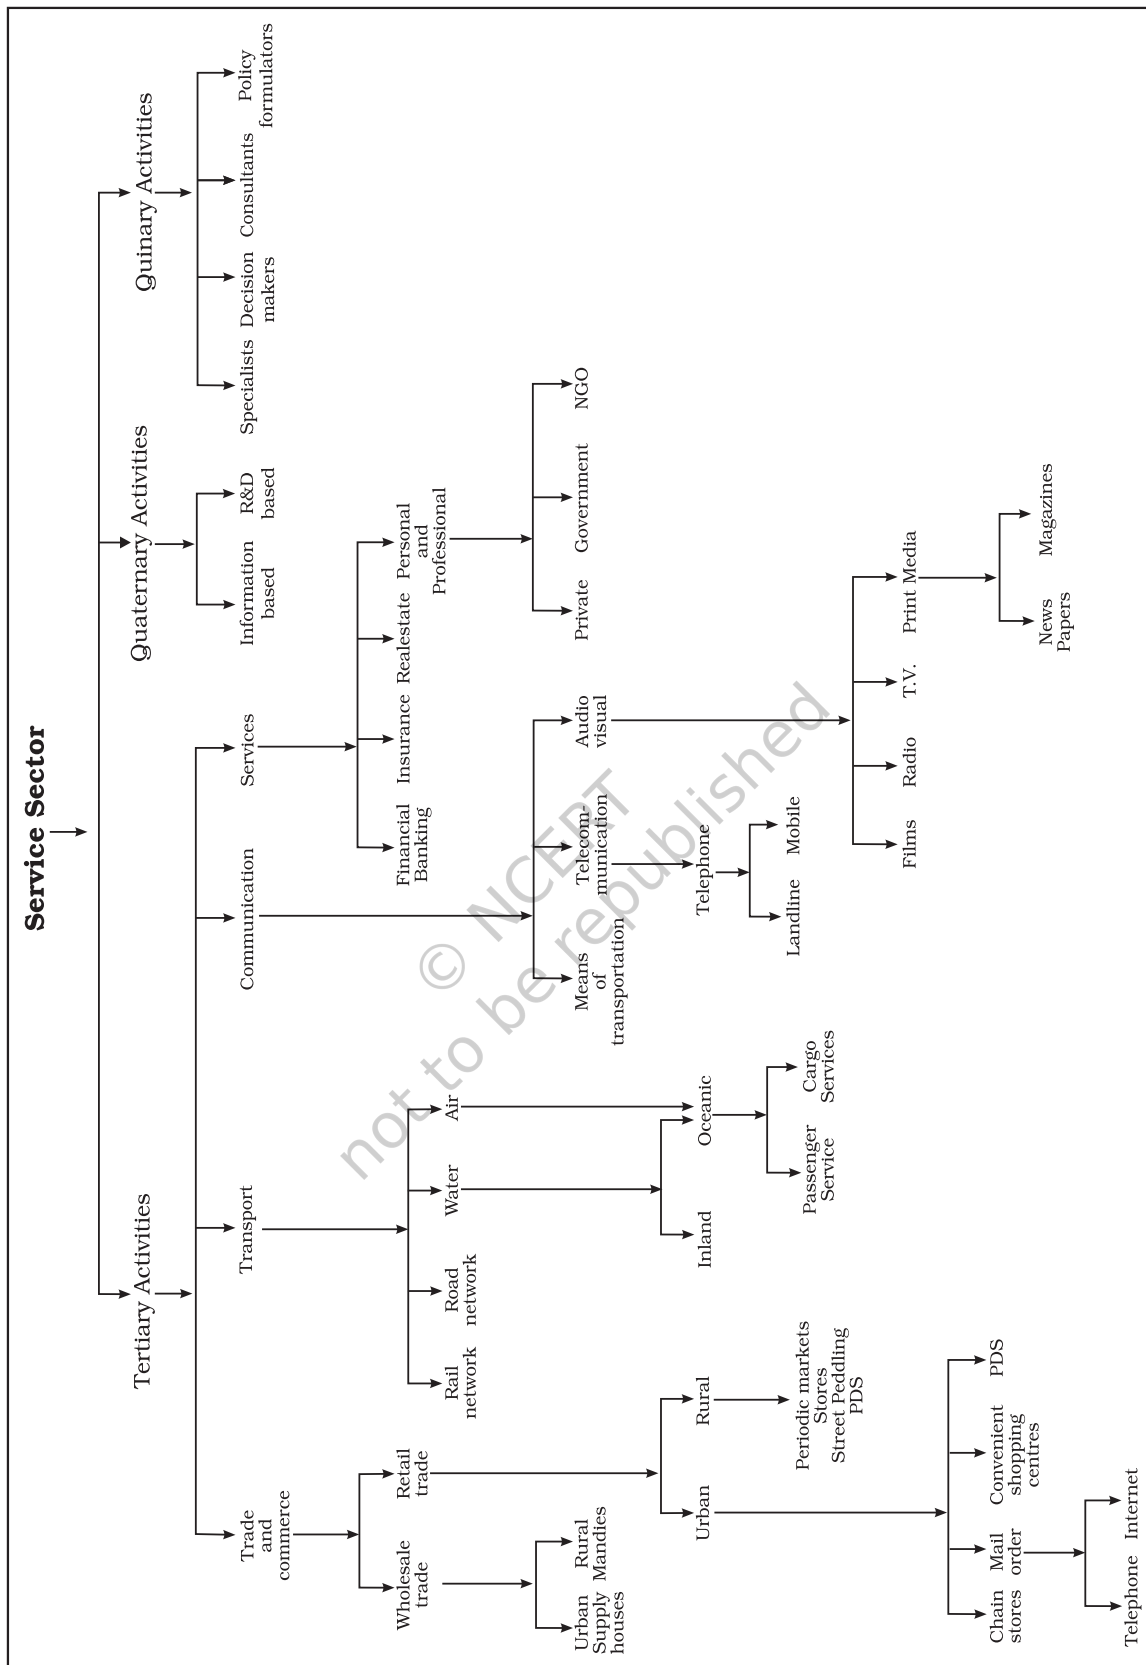 Service Sector
Tertiary Activities
Quaternary Activities
Quinary Activities
Trade
and
commerce
Transport
Communication
Services
Information
based
R&D
based
Specialists
Decision
makers
Consultants
Policy
formulators
Wholesale
trade
Retail
trade
Rail
network
Road
network
Water
Air
Financial
Banking
Insurance
Realestate
Personal
and
Professional
Urban
Supply
houses
Rural
Mandies
Means
of
transportation
Telecom-
munication
Audio
visual
Private
Government
NGO
Urban
Rural
Inland
Oceanic
Telephone
Periodic markets
Stores
Street Peddling
PDS
Passenger
Service
Cargo
Services
Landline
Mobile
Films
Radio
T.V.
Print Media
Chain
stores
Mail
order
Convenient
shopping
centres
PDS
News
Papers
Magazines
Telephone
Internet
© NCERT
not to be republished